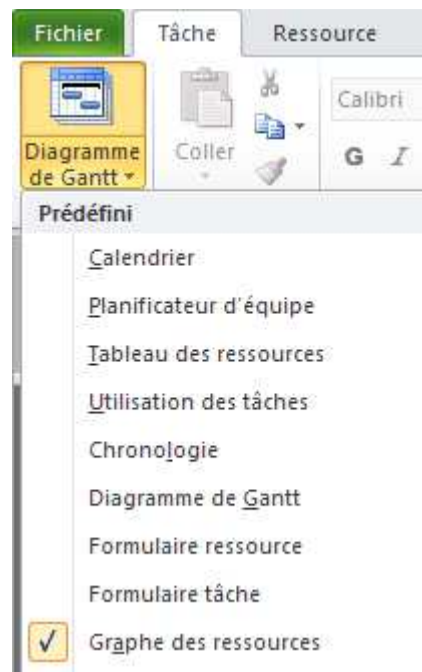 Fichier Tâche Ressource
Calibri
Diagramme de Gantt
Coller
G I
Prédéfini
Calendrier
Planificateur d'équipe
Tableau des ressources
Utilisation des tâches
Chronologie
Diagramme de Gantt
Formulaire ressource
Formulaire tâche
Graphe des ressources